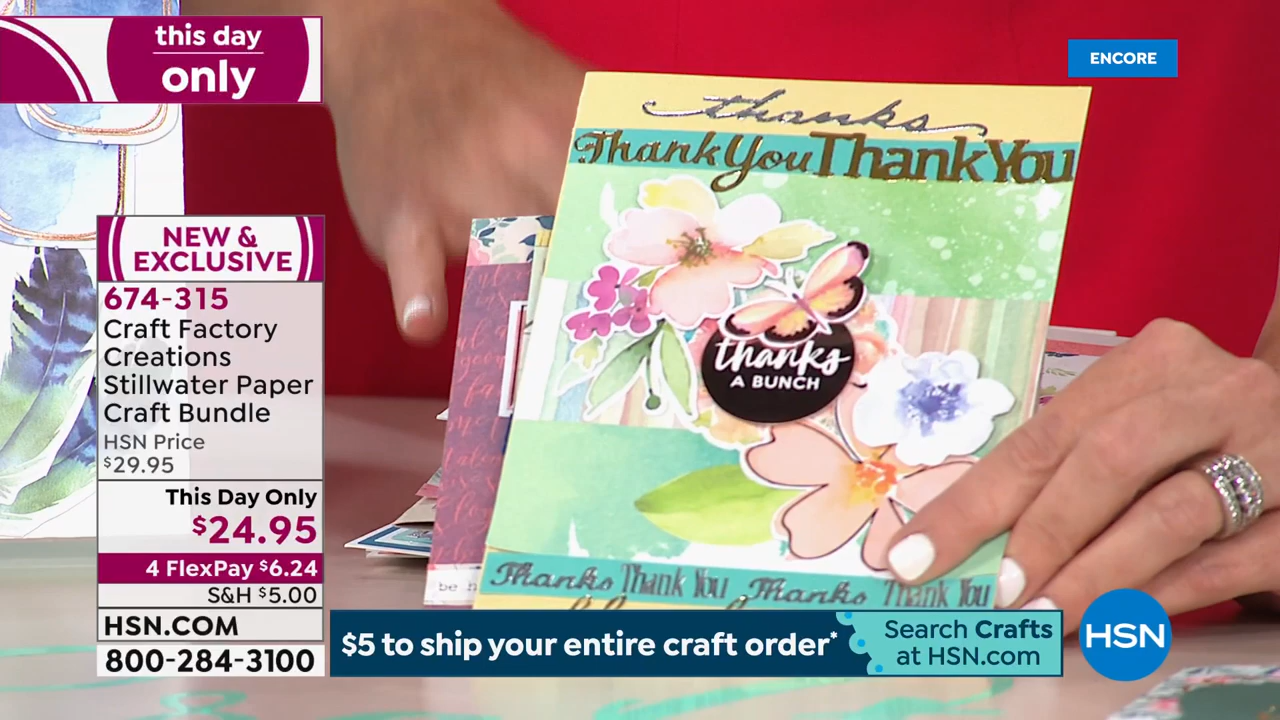 this day
only
ENCORE
thanks
Thank You Thank You
NEW &
EXCLUSIVE
674-315
Craft Factory
Creations
Stillwater Paper
Craft Bundle
HSN Price
$29.95
This Day Only
$24.95
4 FlexPay $6.24
S&H $5.00
HSN.COM
800-284-3100
thanks
A BUNCH
be
Thanks Thank You Thanks Thank You
$5 to ship your entire craft order*
Search Crafts
at HSN.com
HSN